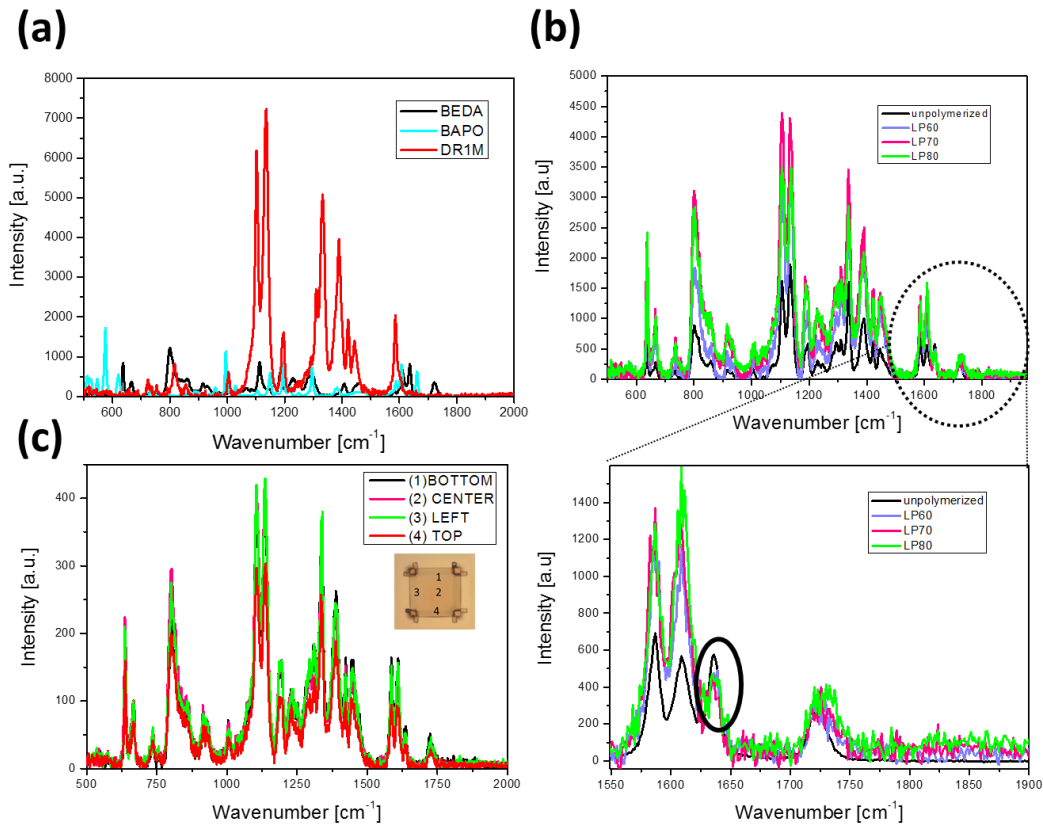 (a)
8000
7000
6000
5000
4000
3000
2000
1000
0
Intensity [a.u.]
BEDA
BAPO
DR1M
600 800 1000 1200 1400 1600 1800 2000
Wavenumber [cm-1]
(b)
5000
4500
4000
3500
3000
2500
2000
1500
1000
500
0
Intensity [a.u]
unpolymerized
LP60
LP70
LP80
600 800 1000 1200 1400 1600 1800
Wavenumber [cm-1]
(c)
400
300
200
100
0
Intensity [a.u.]
(1)BOTTOM
(2) CENTER
(3) LEFT
(4) TOP
1
3 2
4
500 750 1000 1250 1500 1750 2000
Wavenumber [cm-1]
1400
1200
1000
800
600
400
200
0
Intensity [a.u]
unpolymerized
LP60
LP70
LP80
1550 1600 1650 1700 1750 1800 1850 1900
Wavenumber [cm-1]